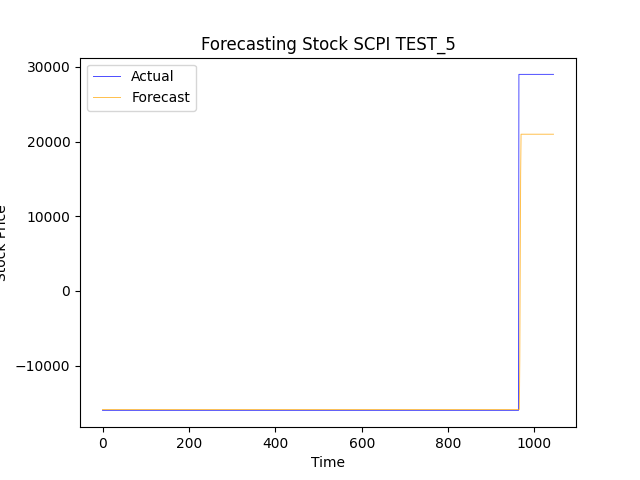 Forecasting Stock SCPI TEST_5
Actual
Forecast
30000
20000
10000
0
−10000
Stock Price
0 200 400 600 800 1000
Time